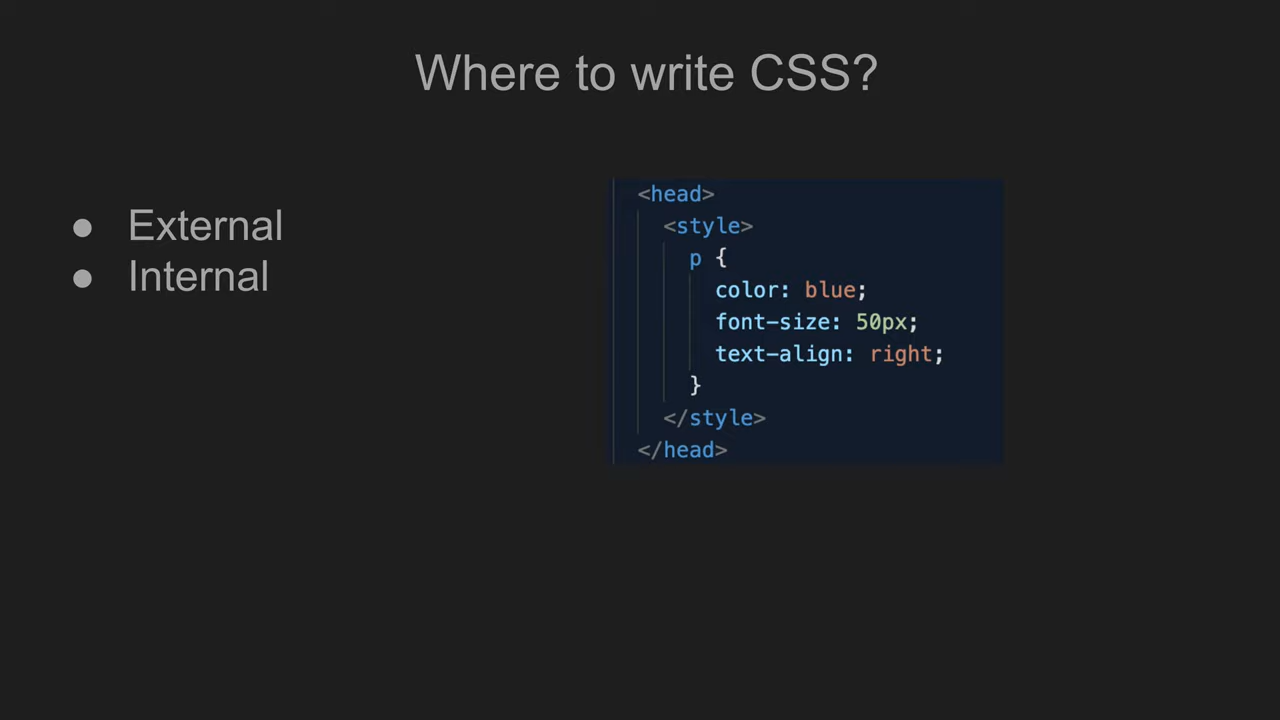 Where to write CSS?
● External
● Internal
<head>
<style>
p {
color: blue;
font-size: 50px;
text-align: right;
}
</style>
</head>